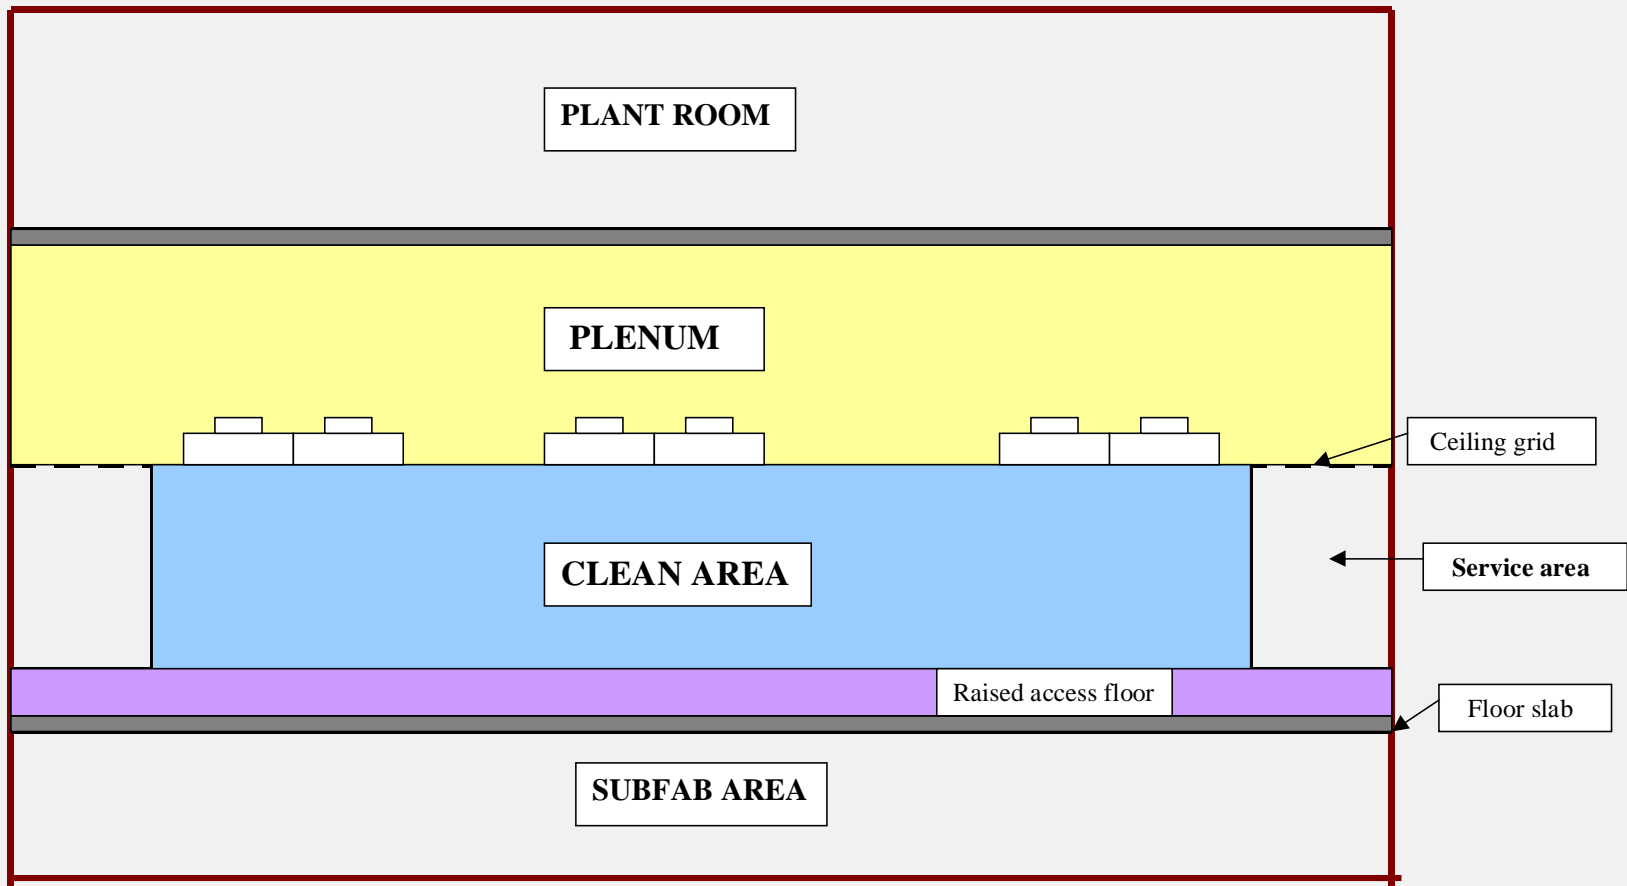 PLANT ROOM
PLENUM
Ceiling grid
CLEAN AREA
Service area
Raised access floor
Floor slab
SUBFAB AREA